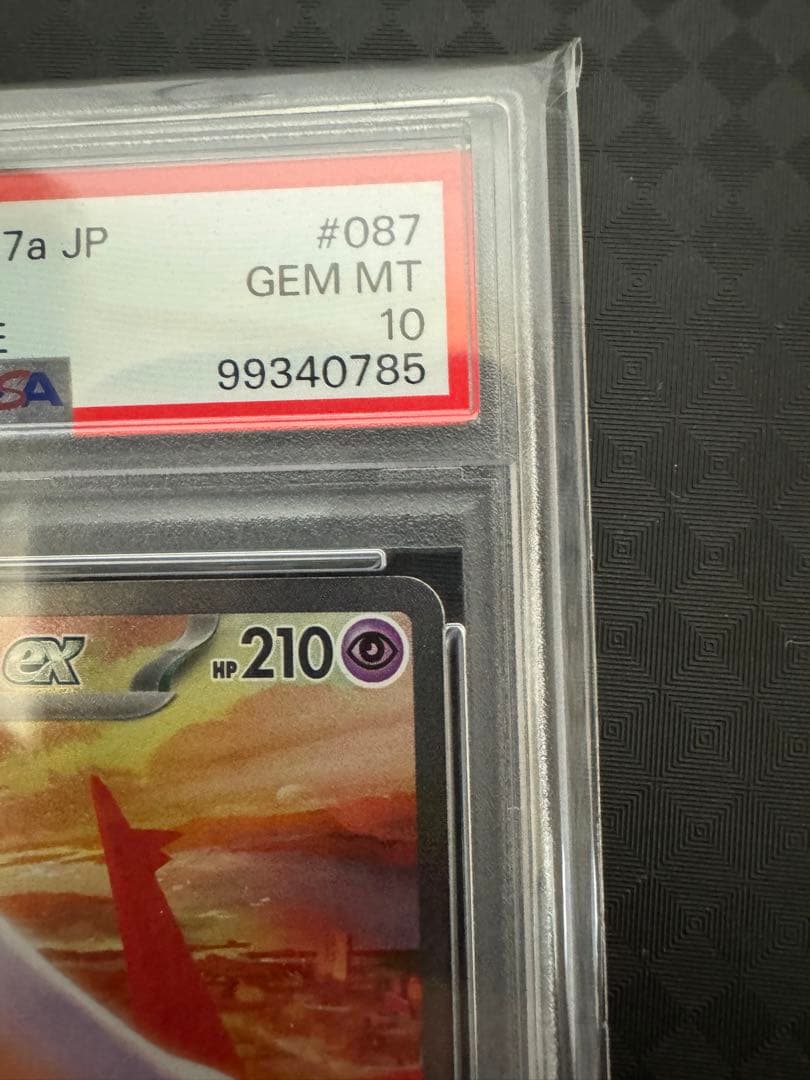 7a JP #087
GEM MT
E 10
SA 99340785
ex HP210